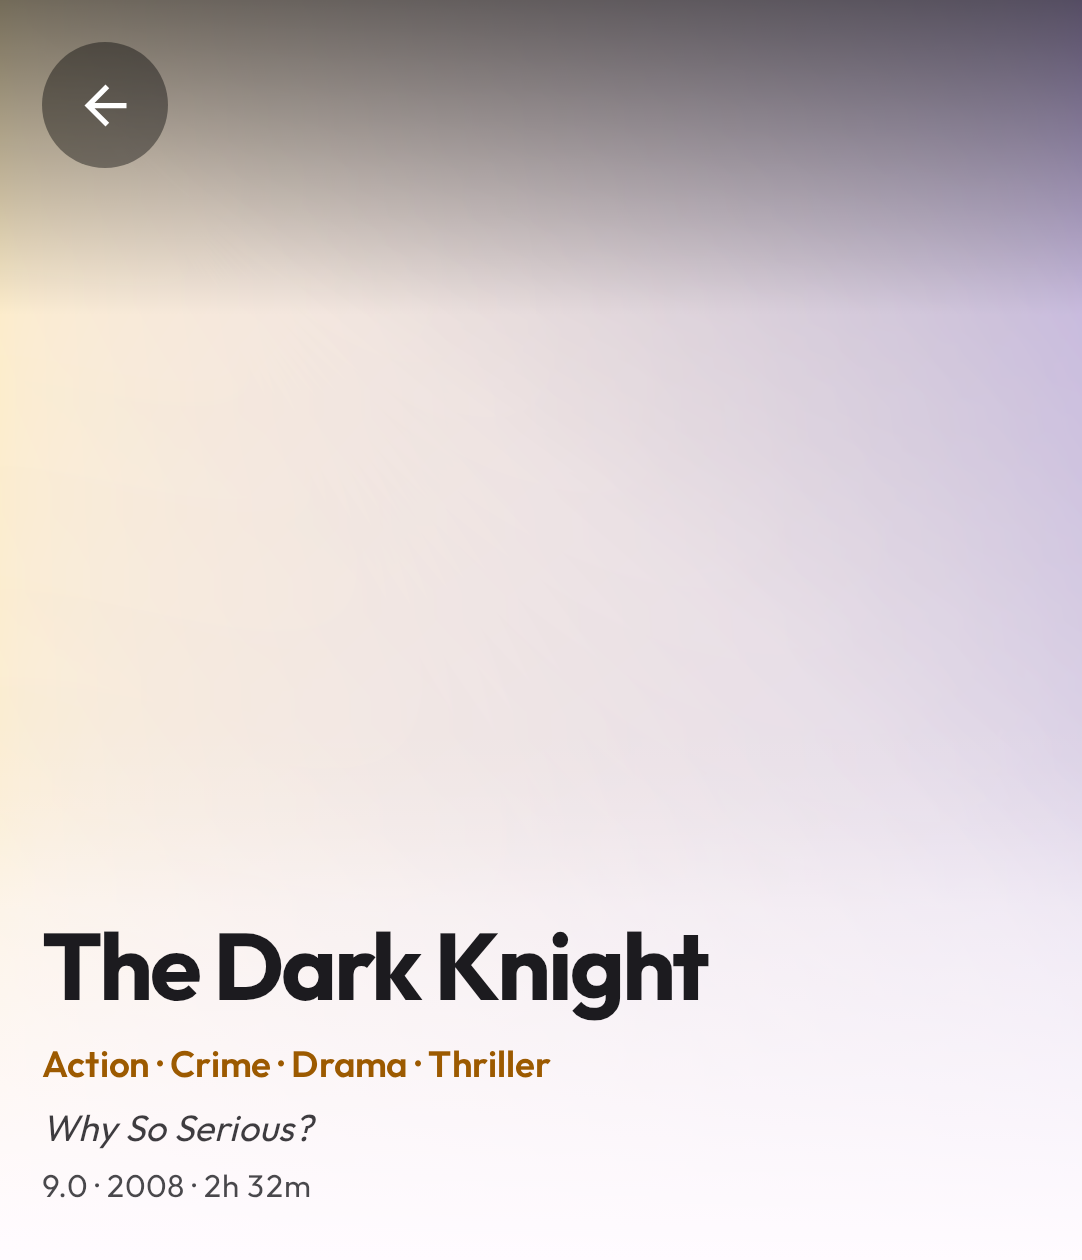 The Dark Knight
Action · Crime · Drama · Thriller
Why So Serious?
9.0 · 2008 · 2h 32m